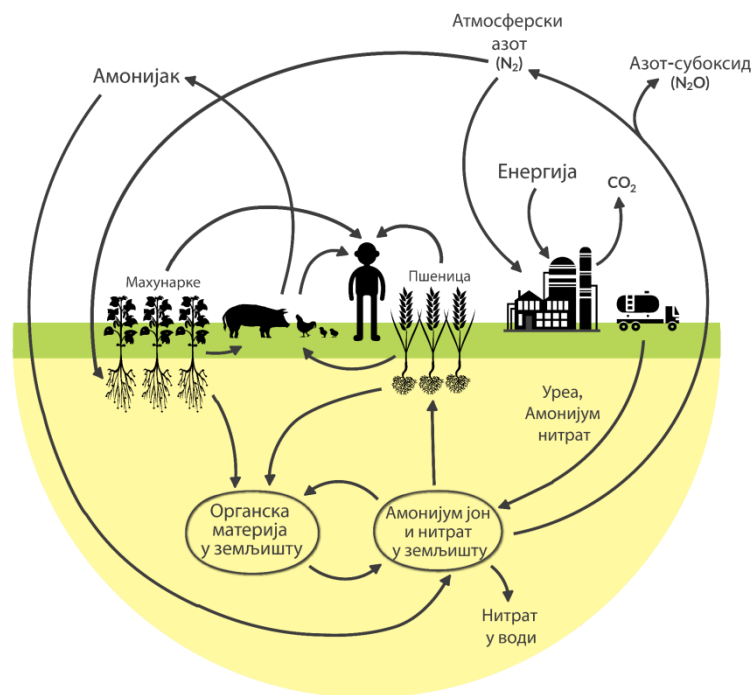 Атмосферски
азот
(N₂)
Азот-субоксид
(N₂O)
Амонијак
Енергија
CO₂
Махунарке
Пшеница
Уреа,
Амонијум
нитрат
Органска
материја
у земљишту
Амонијум јон
и нитрат
у земљишту
Нитрат
у води